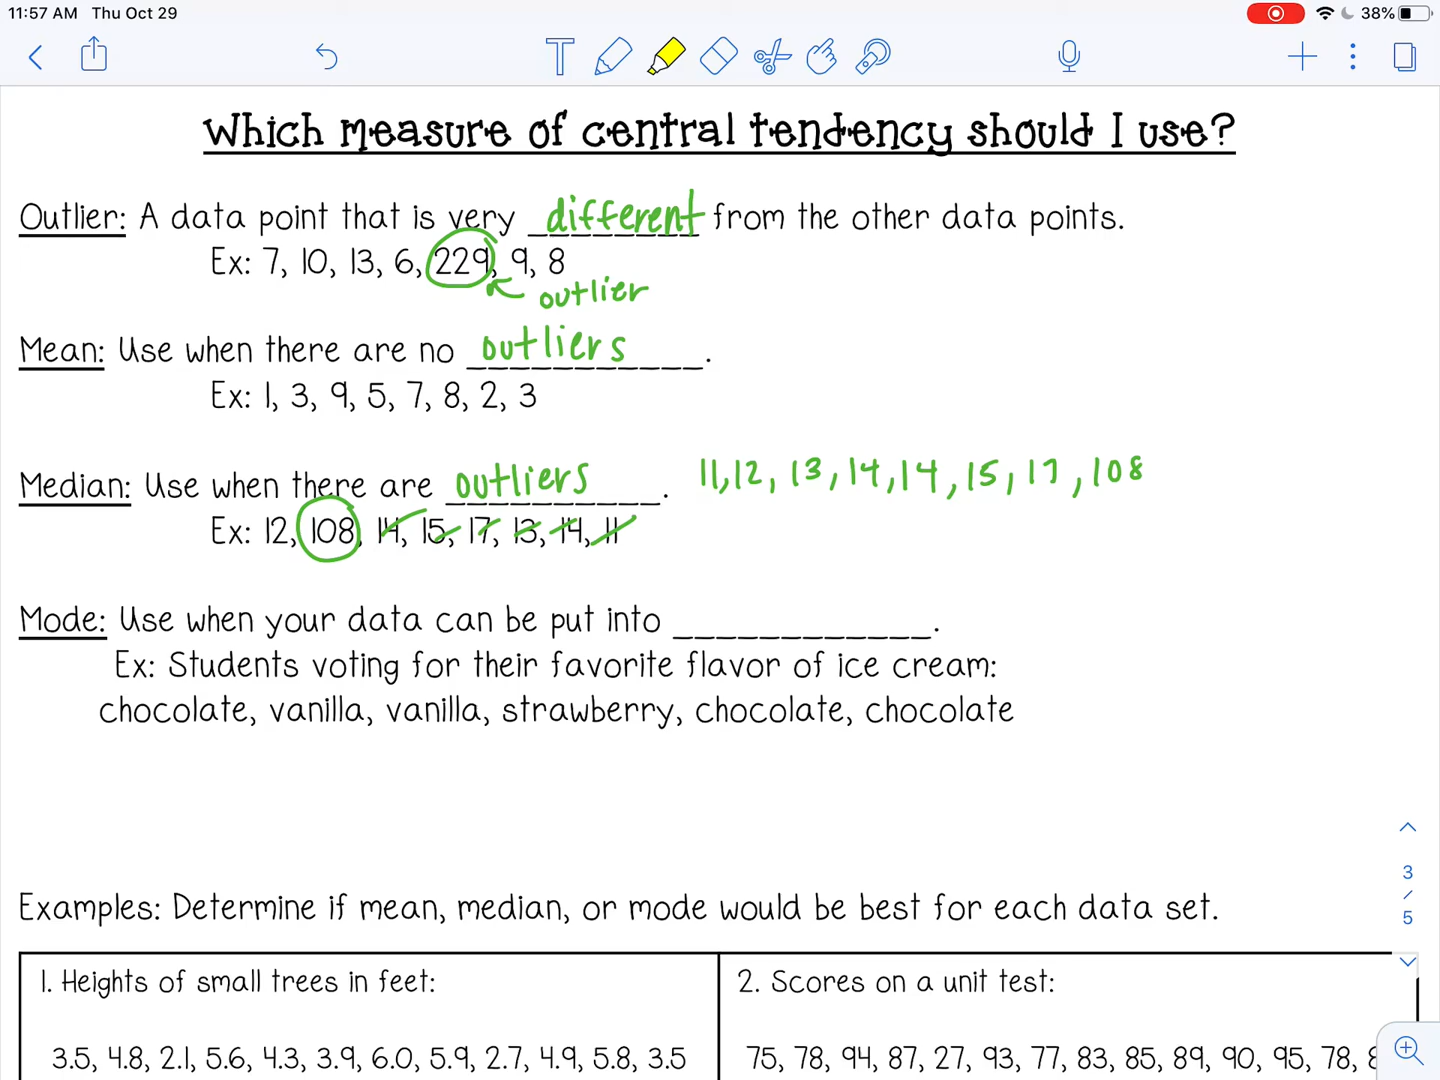 11:57 AM Thu Oct 29
38%
Which measure of central tendency should I use?
Outlier: A data point that is very different from the other data points.
Ex: 7, 10, 13, 6, 229, 9, 8
outlier
Mean: Use when there are no outliers.
Ex: 1, 3, 9, 5, 7, 8, 2, 3
Median: Use when there are outliers. 11, 12, 13, 14, 14, 15, 17, 108
Ex: 12, 108, 14, 15, 17, 13, 14, 11
Mode: Use when your data can be put into ____________.
Ex: Students voting for their favorite flavor of ice cream:
chocolate, vanilla, vanilla, strawberry, chocolate, chocolate
3
/
5
Examples: Determine if mean, median, or mode would be best for each data set.
1. Heights of small trees in feet:
3.5, 4.8, 2.1, 5.6, 4.3, 3.9, 6.0, 5.9, 2.7, 4.9, 5.8, 3.5
2. Scores on a unit test:
75, 78, 94, 87, 27, 93, 77, 83, 85, 89, 90, 95, 78,